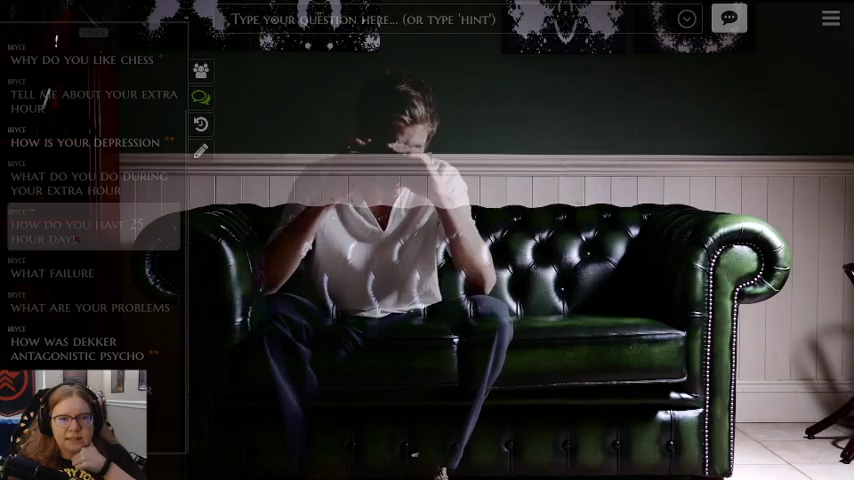 Type your question here... (or type 'hint')
BRYCE
WHY DO YOU LIKE CHESS *
BRYCE
TELL ME ABOUT YOUR EXTRA
HOUR
BRYCE
HOW IS YOUR DEPRESSION **
BRYCE
WHAT DO YOU DO DURING
YOUR EXTRA HOUR
BRYCE
HOW DO YOU HAVE 25
HOUR DAYS
BRYCE
WHAT FAILURE
BRYCE
WHAT ARE YOUR PROBLEMS
BRYCE
HOW WAS DEKKER
ANTAGONISTIC PSYCHO **